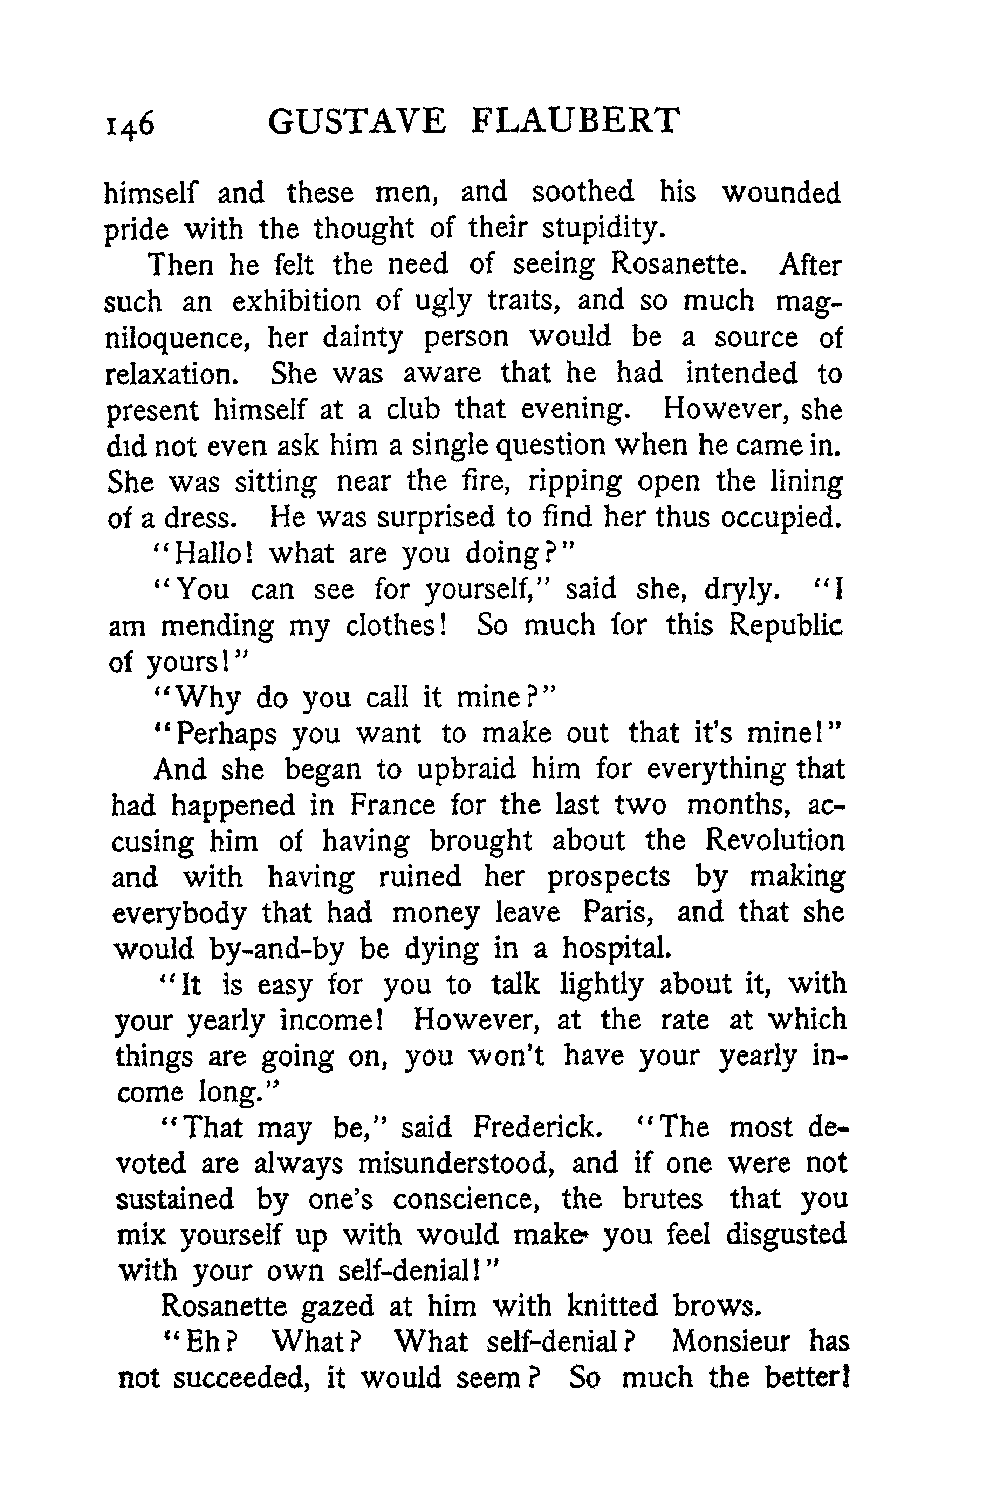 146 GUSTAVE FLAUBERT
himself and these men, and soothed his wounded
pride with the thought of their stupidity.
Then he felt the need of seeing Rosanette. After
such an exhibition of ugly traits, and so much mag-
niloquence, her dainty person would be a source of
relaxation. She was aware that he had intended to
present himself at a club that evening. However, she
did not even ask him a single question when he came in.
She was sitting near the fire, ripping open the lining
of a dress. He was surprised to find her thus occupied.
"Hallo! what are you doing?"
"You can see for yourself," said she, dryly. "I
am mending my clothes! So much for this Republic
of yours!"
"Why do you call it mine?"
"Perhaps you want to make out that it's mine!"
And she began to upbraid him for everything that
had happened in France for the last two months, ac-
cusing him of having brought about the Revolution
and with having ruined her prospects by making
everybody that had money leave Paris, and that she
would by-and-by be dying in a hospital.
"It is easy for you to talk lightly about it, with
your yearly income! However, at the rate at which
things are going on, you won't have your yearly in-
come long."
"That may be," said Frederick. "The most de-
voted are always misunderstood, and if one were not
sustained by one's conscience, the brutes that you
mix yourself up with would make you feel disgusted
with your own self-denial!"
Rosanette gazed at him with knitted brows.
"Eh? What? What self-denial? Monsieur has
not succeeded, it would seem? So much the better!